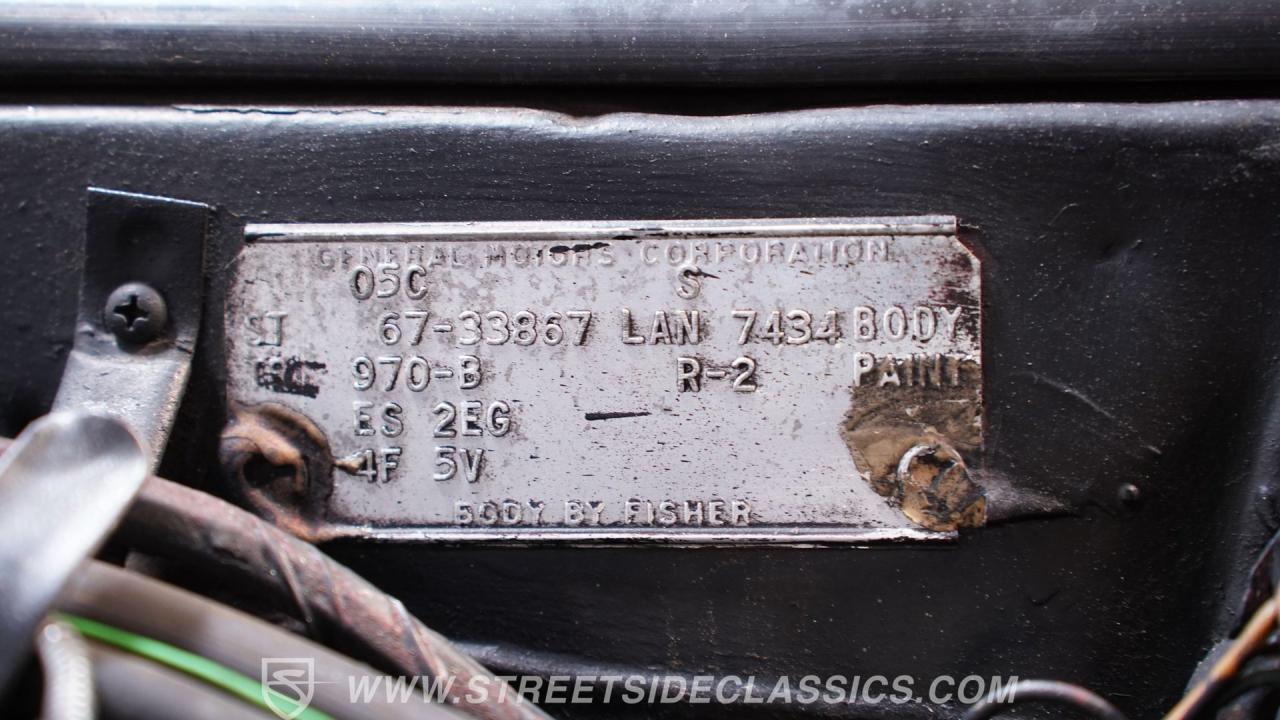 GENERAL MOTORS CORPORATION
05C S
ST 67-33867 LAN 7434 BODY
970-B R-2 PAINT
ES 2EG
4F 5V
BODY BY FISHER
WWW.STREETSIDECLASSICS.COM